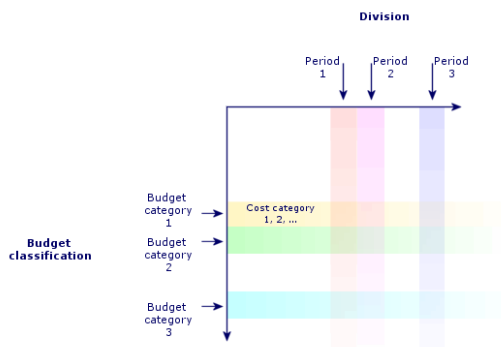 Division
Period
1
Period
2
Period
3
Budget
category
1
Cost category
1, 2, ...
Budget
classification
Budget
category
2
Budget
category
3